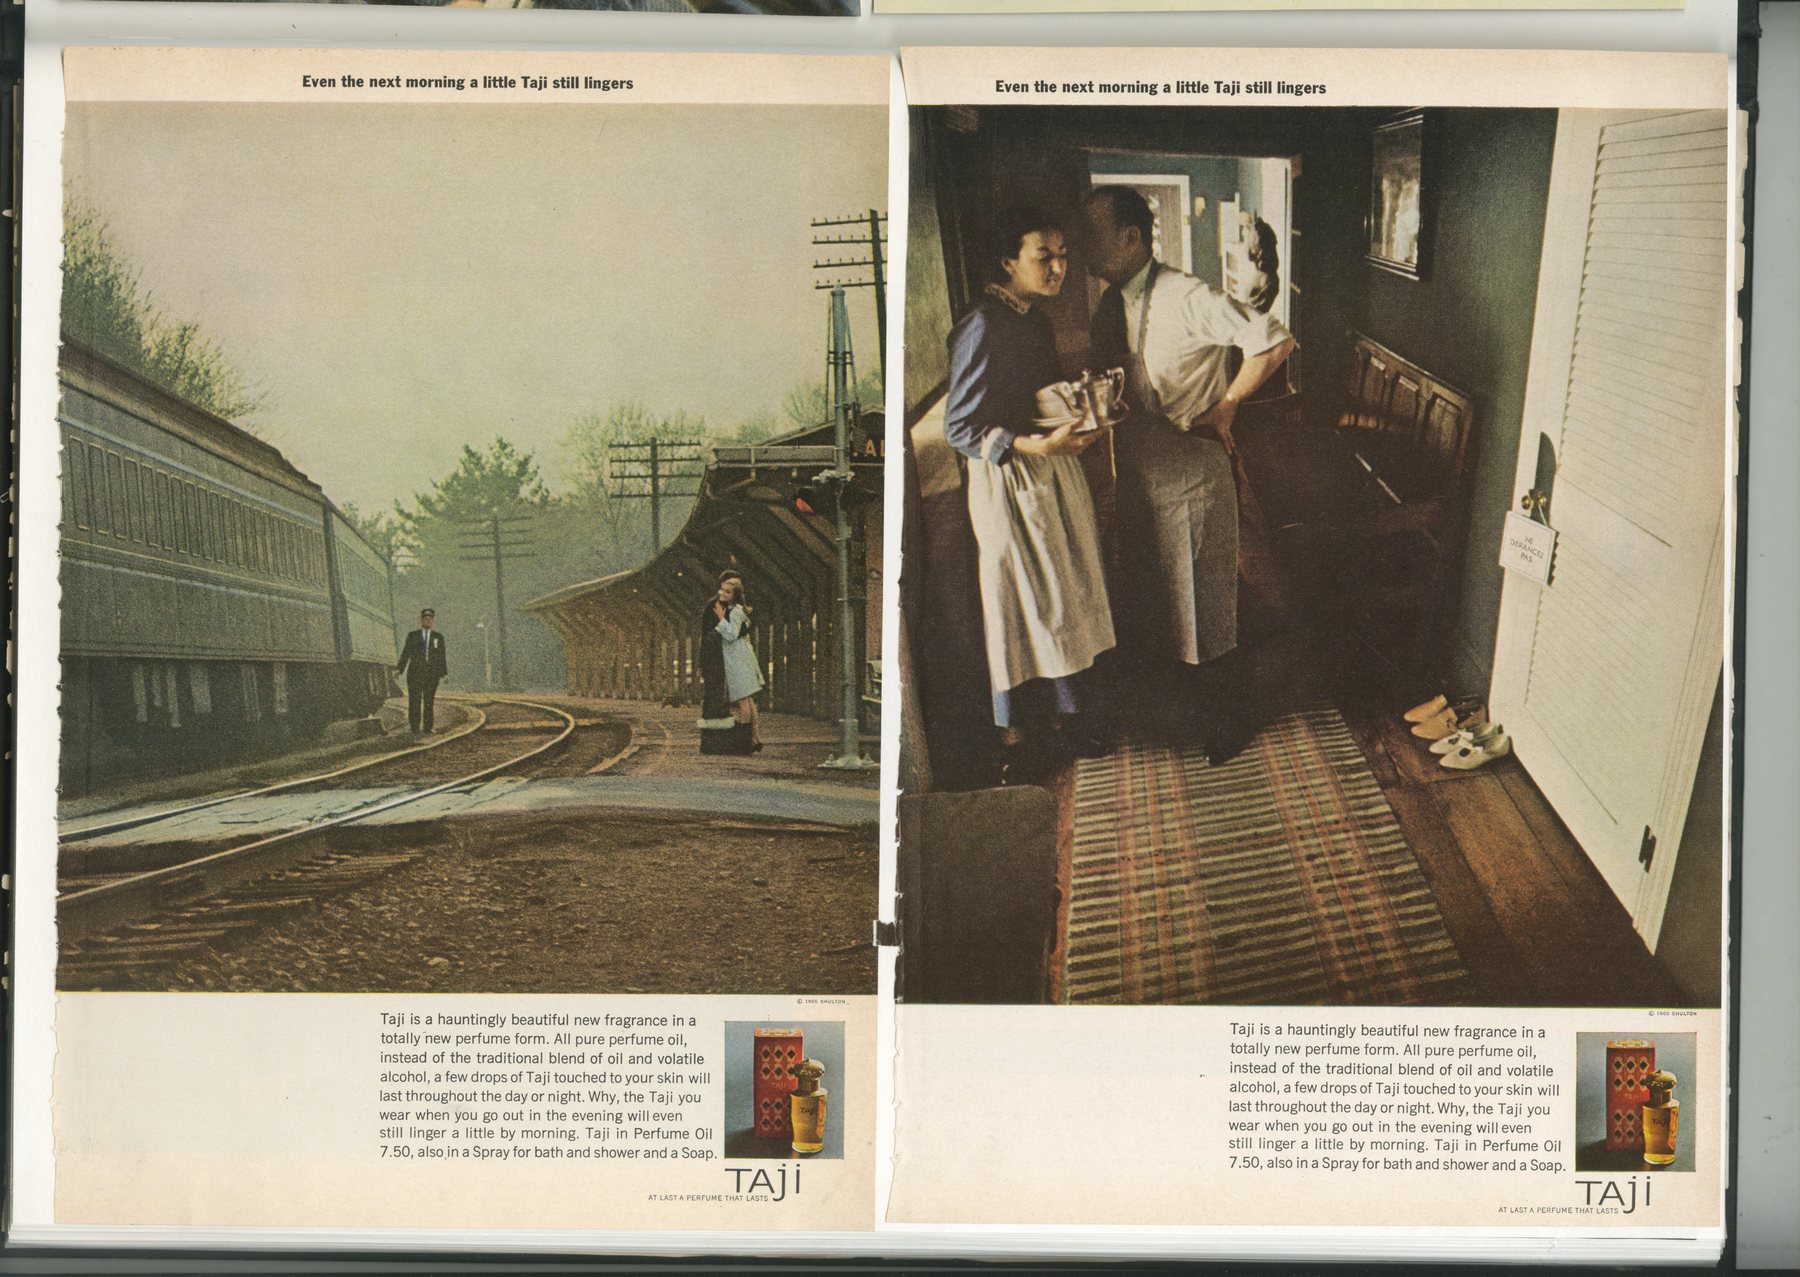 Even the next morning a little Taji still lingers
© 1965 SHULTON.
Taji is a hauntingly beautiful new fragrance in a
totally new perfume form. All pure perfume oil,
instead of the traditional blend of oil and volatile
alcohol, a few drops of Taji touched to your skin will
last throughout the day or night. Why, the Taji you
wear when you go out in the evening will even
still linger a little by morning. Taji in Perfume Oil
7.50, also in a Spray for bath and shower and a Soap.
TAJI
TAJI
TAji
AT LAST A PERFUME THAT LASTS
Even the next morning a little Taji still lingers
NE
DERANGEZ
PAS
© 1965 SHULTON
Taji is a hauntingly beautiful new fragrance in a
totally new perfume form. All pure perfume oil,
instead of the traditional blend of oil and volatile
alcohol, a few drops of Taji touched to your skin will
last throughout the day or night. Why, the Taji you
wear when you go out in the evening will even
still linger a little by morning. Taji in Perfume Oil
7.50, also in a Spray for bath and shower and a Soap.
TAJI
TAJI
TAji
AT LAST A PERFUME THAT LASTS